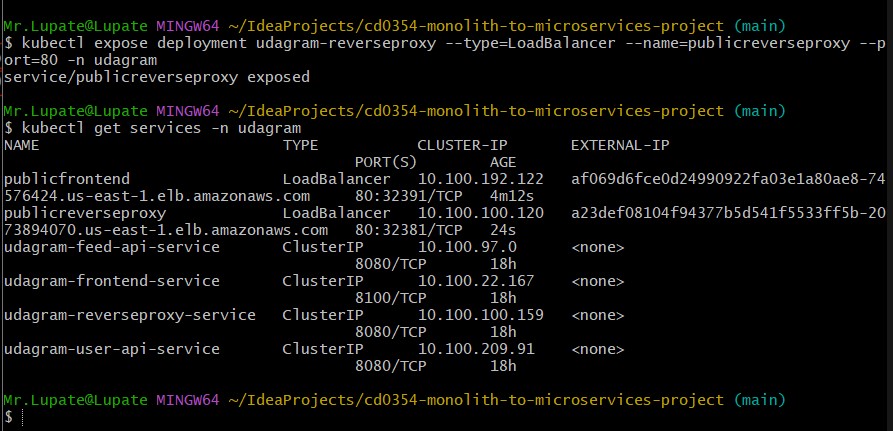 Mr.Lupate@Lupate MINGW64 ~/IdeaProjects/cd0354-monolith-to-microservices-project (main)
$ kubectl expose deployment udagram-reverseproxy --type=LoadBalancer --name=publicreverseproxy --p
ort=80 -n udagram
service/publicreverseproxy exposed
Mr.Lupate@Lupate MINGW64 ~/IdeaProjects/cd0354-monolith-to-microservices-project (main)
$ kubectl get services -n udagram
NAME TYPE CLUSTER-IP EXTERNAL-IP
PORT(S) AGE
publicfrontend LoadBalancer 10.100.192.122 af069d6fce0d24990922fa03e1a80ae8-74
576424.us-east-1.elb.amazonaws.com 80:32391/TCP 4m12s
publicreverseproxy LoadBalancer 10.100.100.120 a23def08104f94377b5d541f5533ff5b-20
73894070.us-east-1.elb.amazonaws.com 80:32381/TCP 24s
udagram-feed-api-service ClusterIP 10.100.97.0 <none>
8080/TCP 18h
udagram-frontend-service ClusterIP 10.100.22.167 <none>
8100/TCP 18h
udagram-reverseproxy-service ClusterIP 10.100.100.159 <none>
8080/TCP 18h
udagram-user-api-service ClusterIP 10.100.209.91 <none>
8080/TCP 18h
Mr.Lupate@Lupate MINGW64 ~/IdeaProjects/cd0354-monolith-to-microservices-project (main)
$